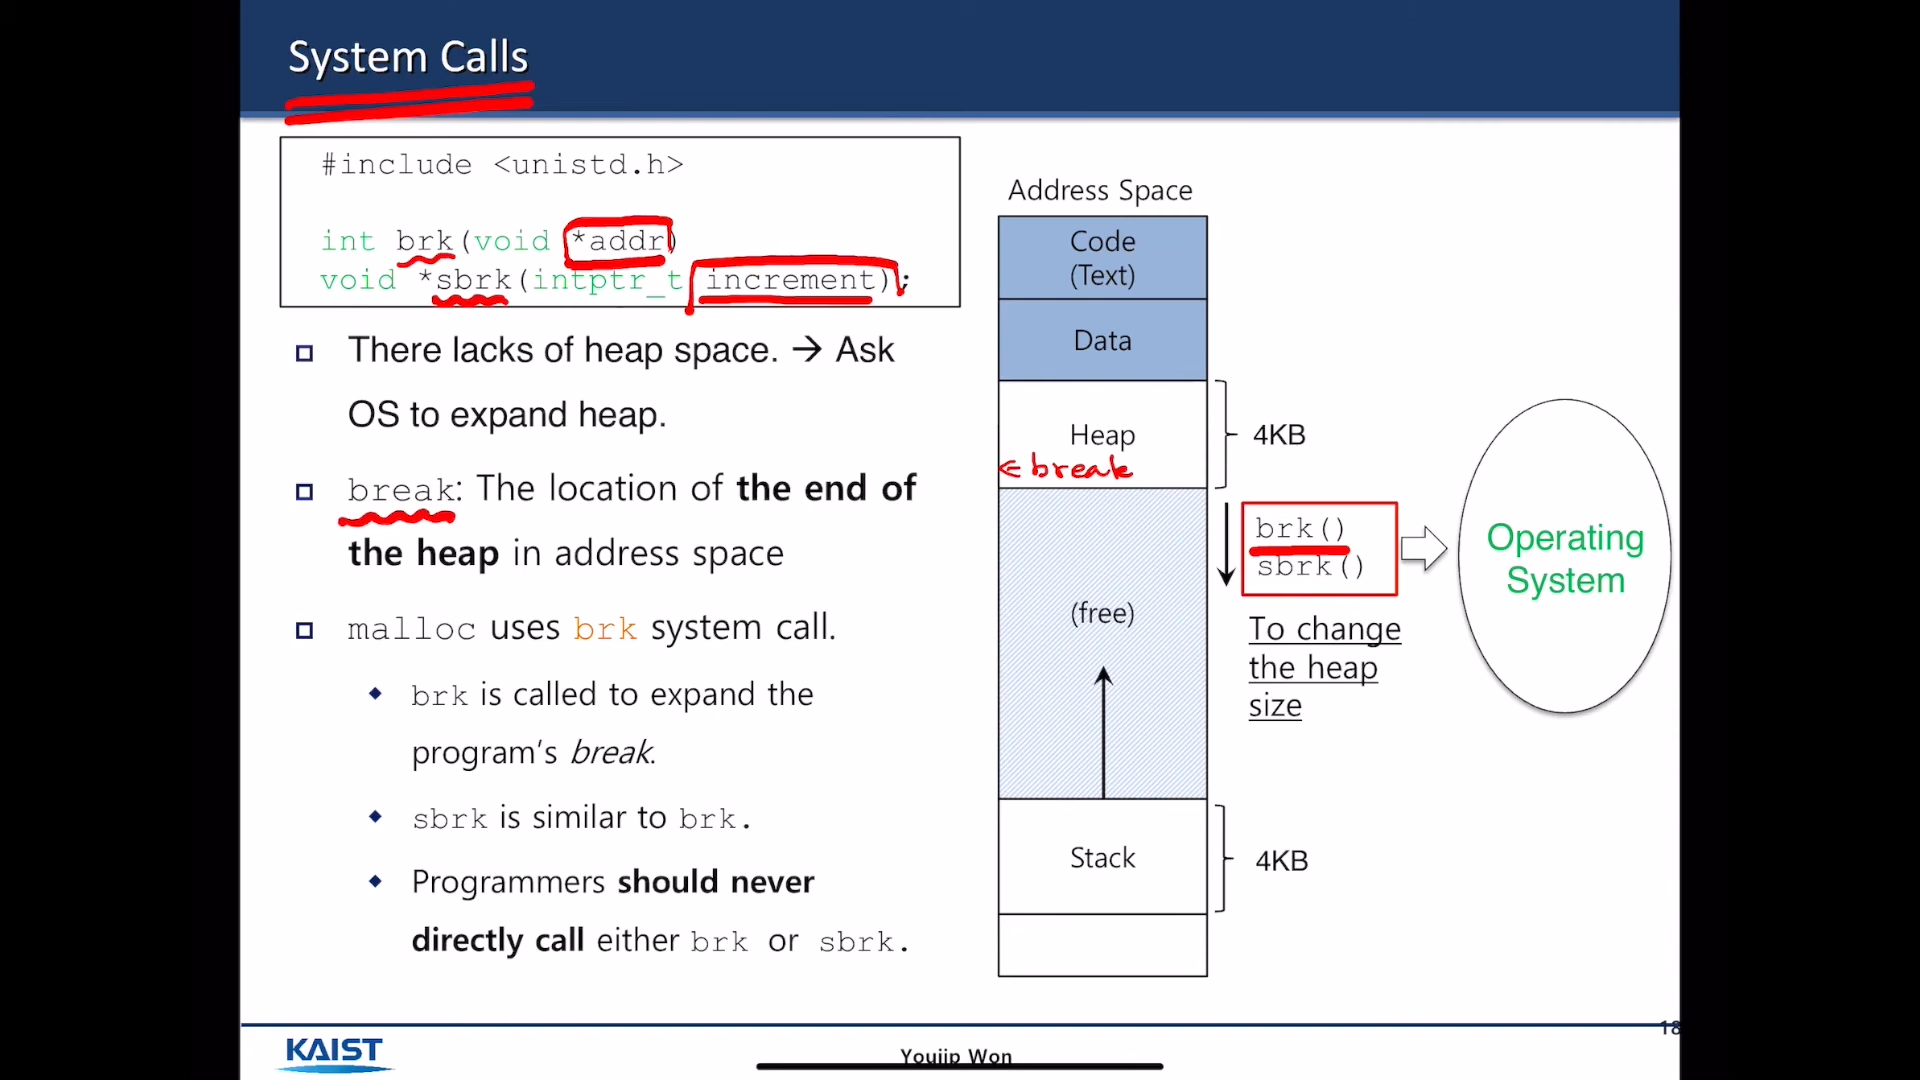 System Calls
#include <unistd.h>
int brk(void *addr)
void *sbrk(intptr_t increment);
There lacks of heap space. → Ask
OS to expand heap.
break: The location of the end of
the heap in address space
malloc uses brk system call.
brk is called to expand the
program's break.
sbrk is similar to brk.
Programmers should never
directly call either brk or sbrk.
Address Space
Code
(Text)
Data
Heap
← break
4KB
(free)
brk()
sbrk()
To change
the heap
size
Operating
System
Stack
4KB
18
KAIST
Youjip Won